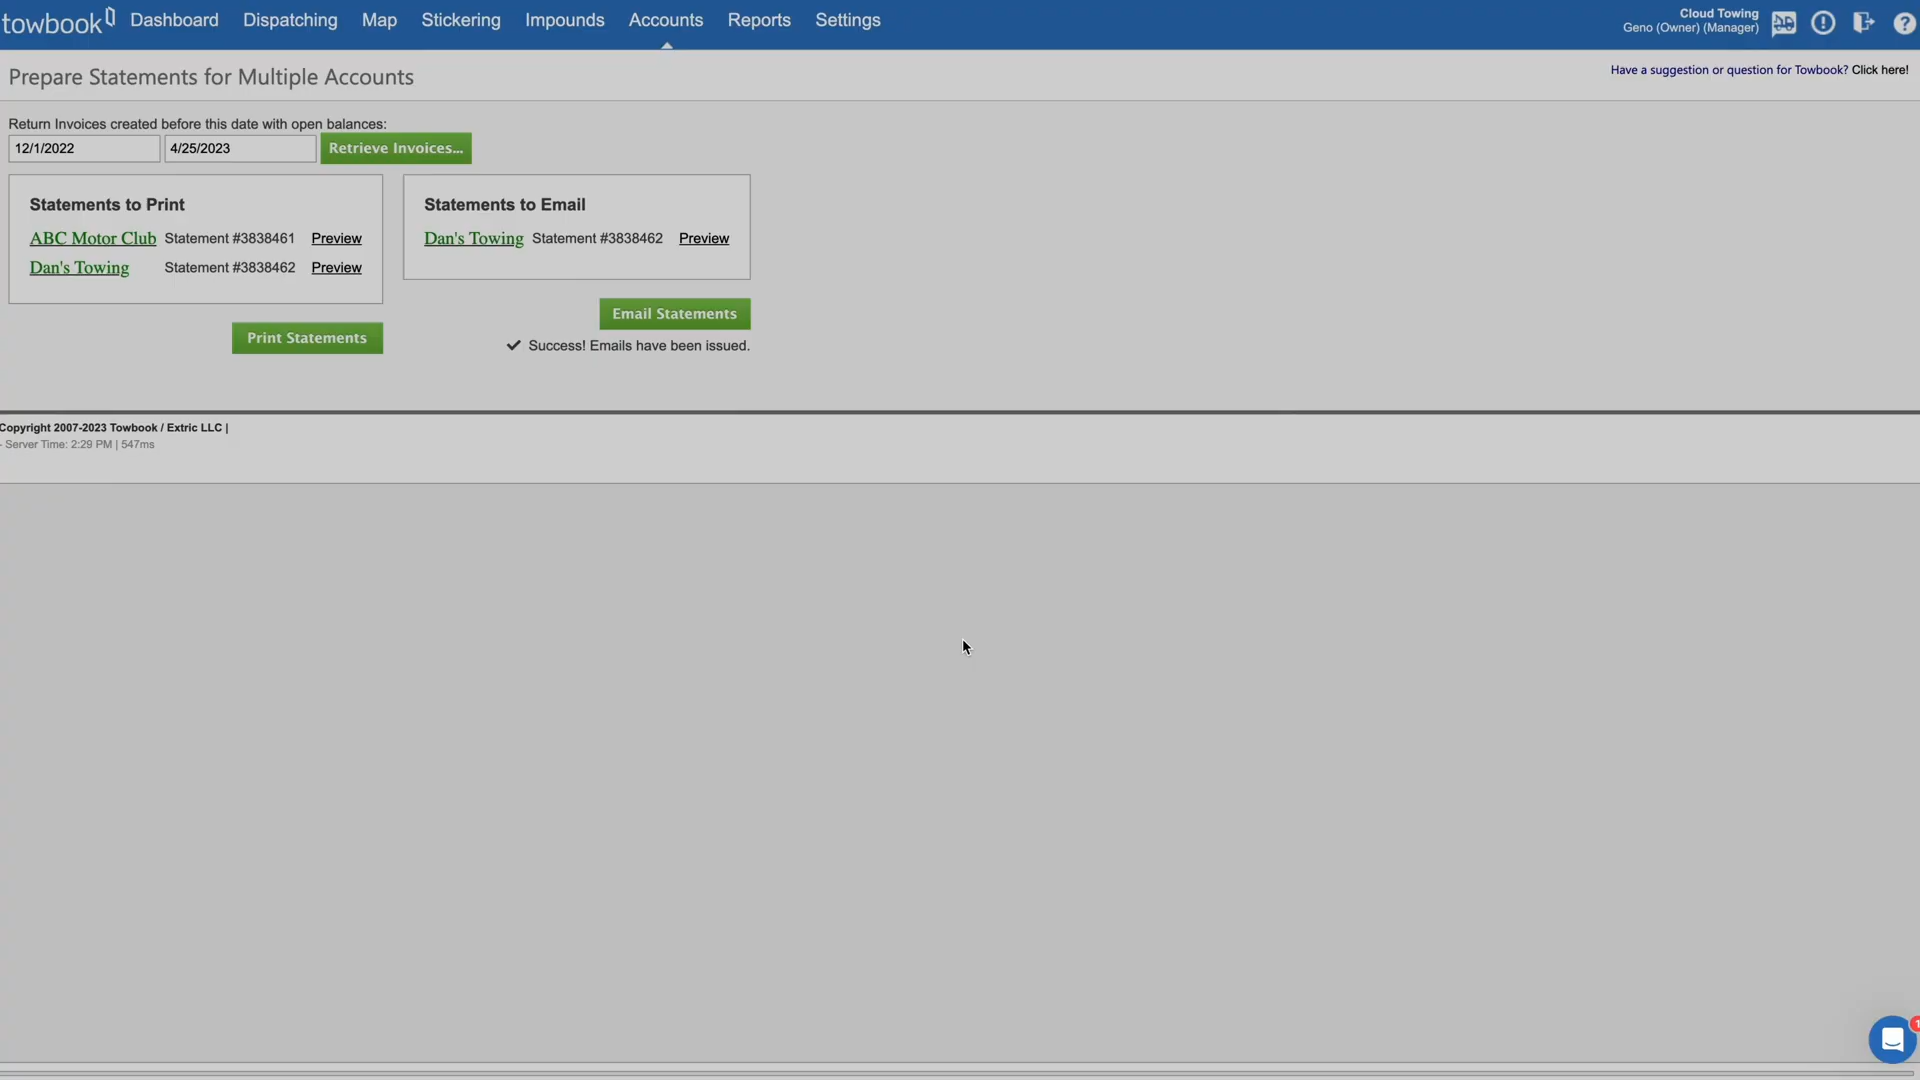 towbook
Dashboard
Dispatching
Map
Stickering
Impounds
Accounts
Reports
Settings
Cloud Towing
Geno (Owner) (Manager)
Prepare Statements for Multiple Accounts
Have a suggestion or question for Towbook? Click here!
Return Invoices created before this date with open balances:
12/1/2022
4/25/2023
Retrieve Invoices...
Statements to Print
ABC Motor Club Statement #3838461 Preview
Dan's Towing Statement #3838462 Preview
Print Statements
Statements to Email
Dan's Towing Statement #3838462 Preview
Email Statements
Success! Emails have been issued.
Copyright 2007-2023 Towbook / Extric LLC |
- Server Time: 2:29 PM | 547ms